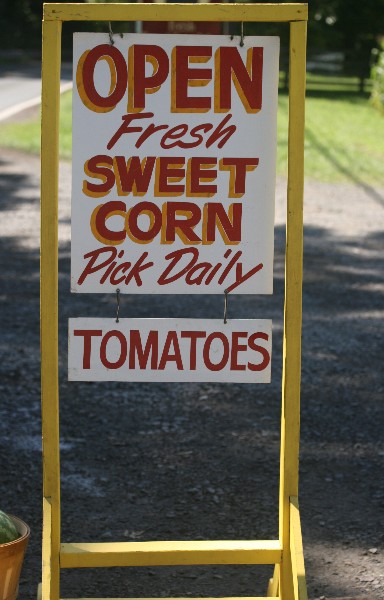 OPEN
Fresh
SWEET
CORN
Pick Daily
TOMATOES